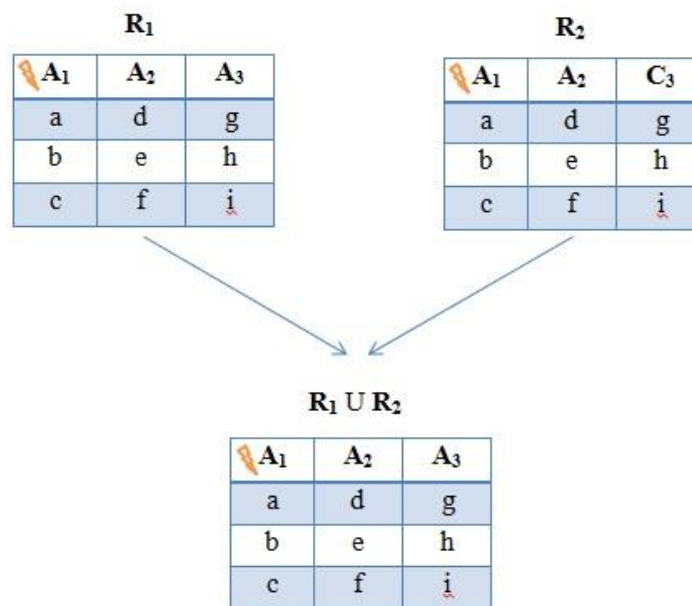 R₁
A₁ A₂ A₃
a d g
b e h
c f i
R₂
A₁ A₂ C₃
a d g
b e h
c f i
R₁ U R₂
A₁ A₂ A₃
a d g
b e h
c f i